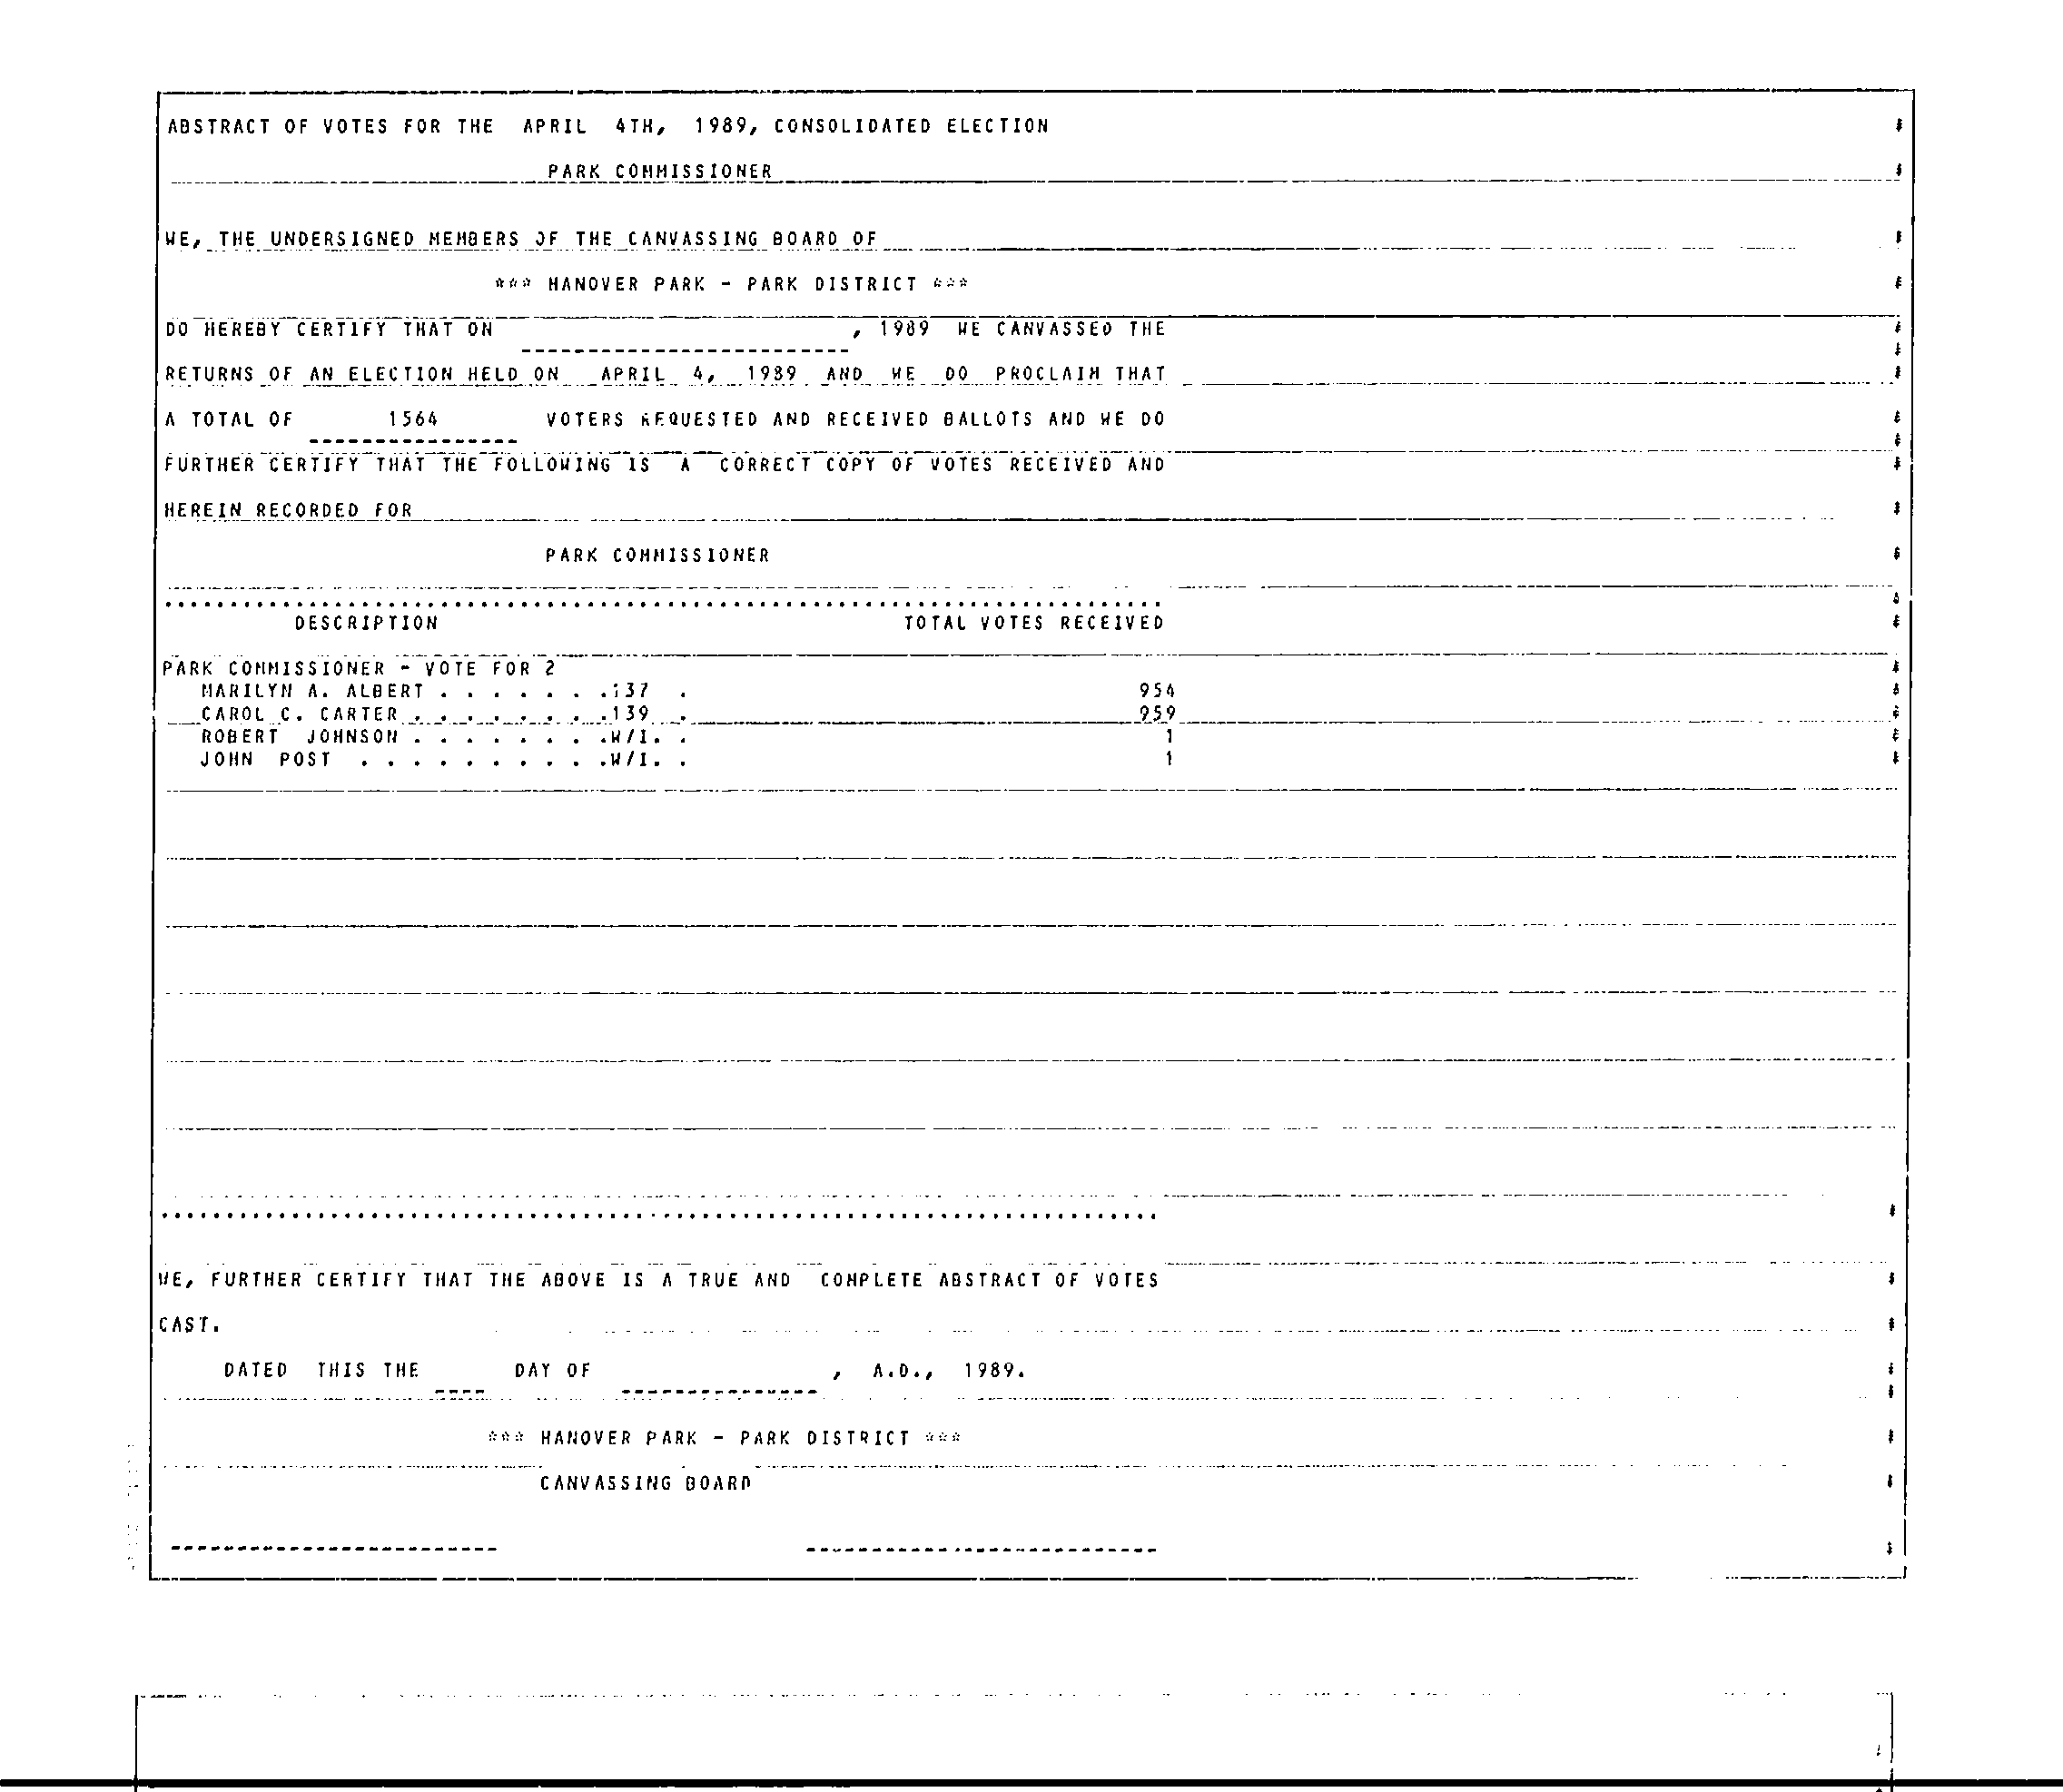 ABSTRACT OF VOTES FOR THE APRIL 4TH, 1989, CONSOLIDATED ELECTION
PARK COMMISSIONER
WE, THE UNDERSIGNED MEMBERS OF THE CANVASSING BOARD OF
*** HANOVER PARK - PARK DISTRICT ***
DO HEREBY CERTIFY THAT ON , 1989 WE CANVASSED THE
RETURNS OF AN ELECTION HELD ON APRIL 4, 1989 AND WE DO PROCLAIM THAT
A TOTAL OF 1564 VOTERS REQUESTED AND RECEIVED BALLOTS AND WE DO
FURTHER CERTIFY THAT THE FOLLOWING IS A CORRECT COPY OF VOTES RECEIVED AND
HEREIN RECORDED FOR
PARK COMMISSIONER
DESCRIPTION TOTAL VOTES RECEIVED
PARK COMMISSIONER - VOTE FOR 2
MARILYN A. ALBERT . . . . . . .137 . 954
CAROL C. CARTER . . . . . . . .139 . 959
ROBERT JOHNSON . . . . . . . .W/I. . 1
JOHN POST . . . . . . . . . .W/I. . 1
WE, FURTHER CERTIFY THAT THE ABOVE IS A TRUE AND COMPLETE ABSTRACT OF VOTES
CAST.
DATED THIS THE ---- DAY OF --------------- , A.D., 1989.
*** HANOVER PARK - PARK DISTRICT ***
CANVASSING BOARD